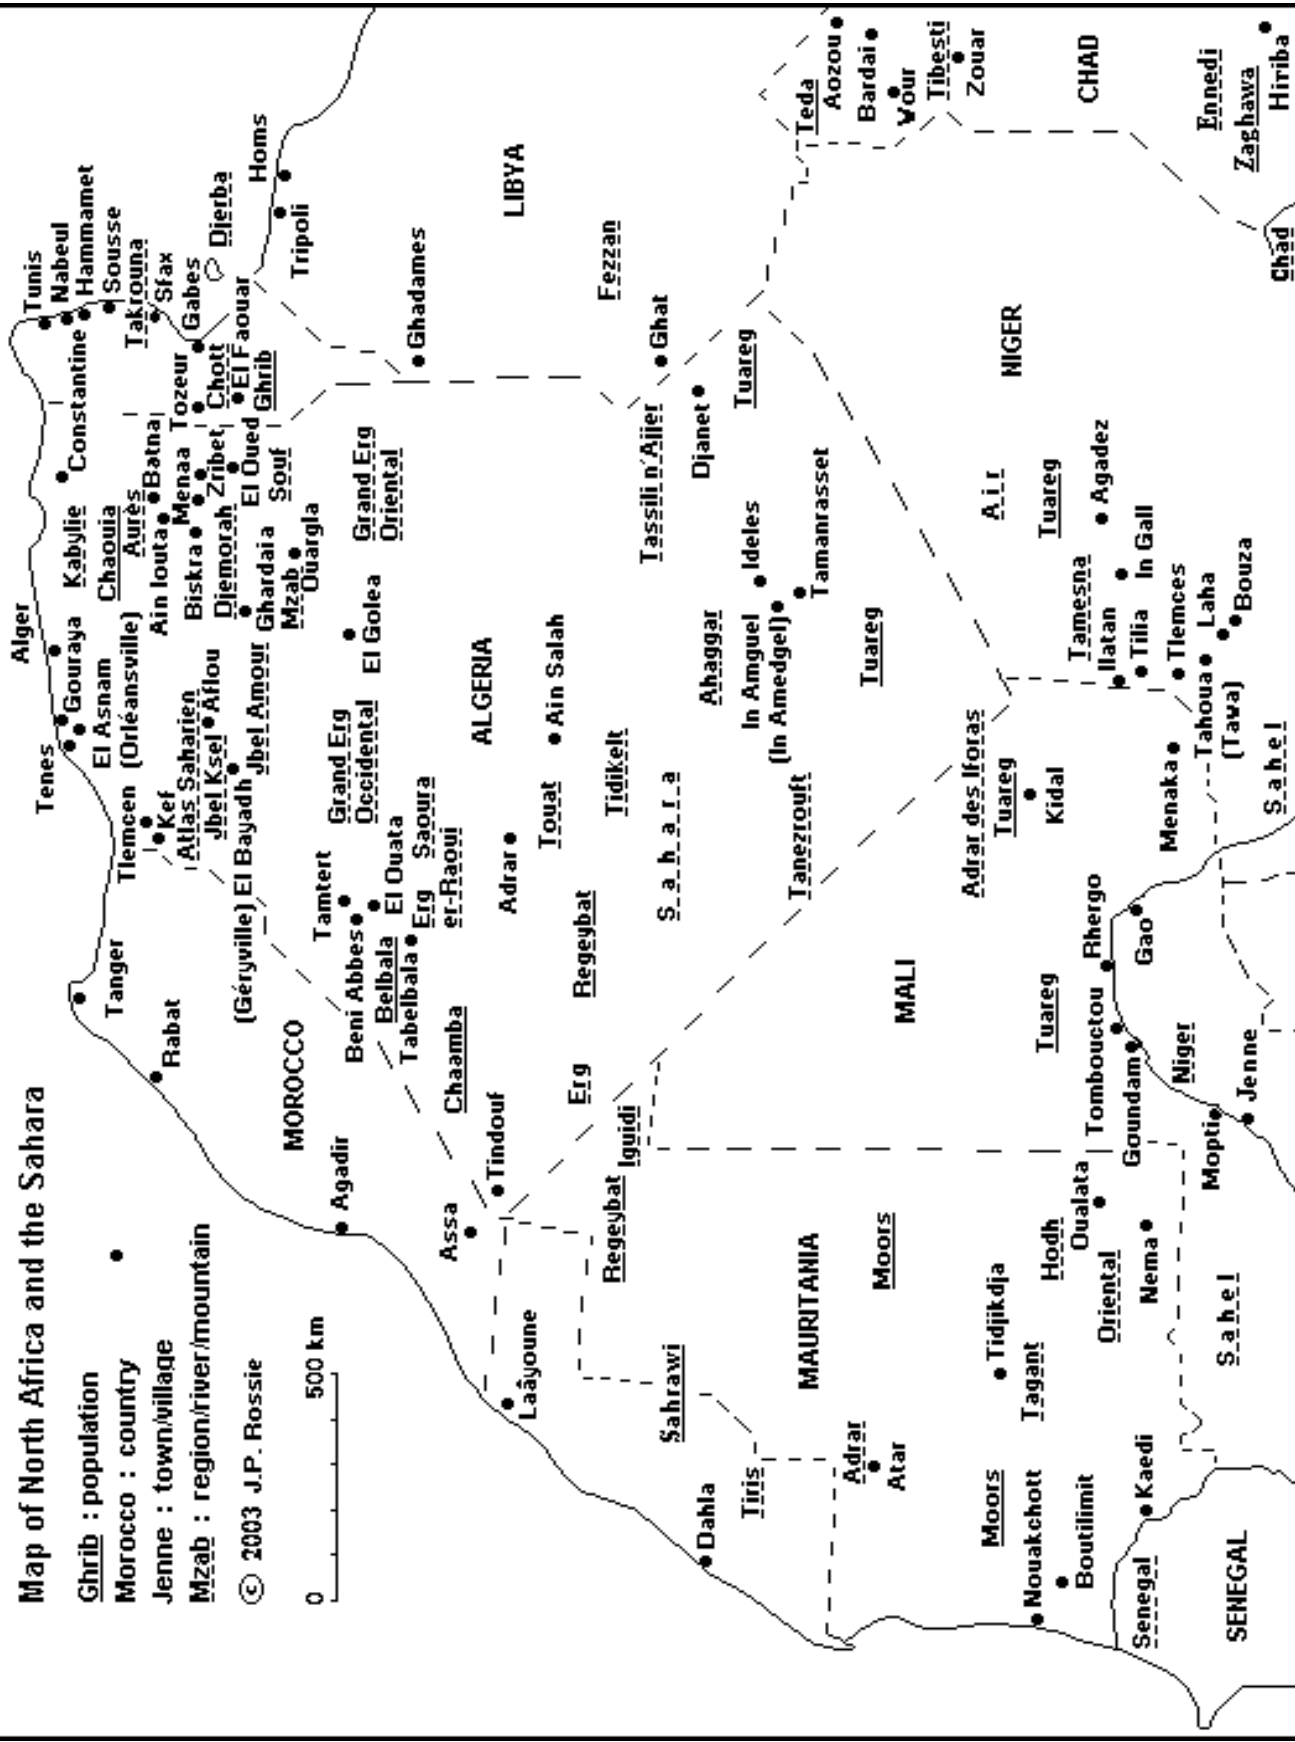 Map of North Africa and the Sahara
Ghrib : population
Morocco : country
Jenne : town/village
Mzab : region/river/mountain
© 2003 J.P. Rossie
0
500 km
Tanger
Rabat
MOROCCO
Agadir
Assa
Tindouf
Laâyoune
Dahla
Tiris
Sahrawi
Regeybat
Tenes
Alger
Gouraya
El Asnam
(Orléansville)
Tlemcen
Kef
Atlas Saharien
Jbel Ksel
Aflou
El Bayadh
(Géryville)
Jbel Amour
Kabylie
Constantine
Chaouia
Aurès
Batna
Ain Touta
Menaa
Biskra
Zribet
Djemorah
El Oued
Souf
Ghardaia
Mzab
Ouargla
El Golea
Grand Erg
Oriental
Grand Erg
Occidental
Tamtert
Beni Abbes
El Ouata
Belbala
Tabelbala
Erg
er-Raoui
Saoura
Chaamba
ALGERIA
Adrar
Touat
Ain Salah
Tidikelt
Regeybat
Erg
Iguidi
Sahara
Tanezrouft
Ahaggar
In Amguel
(In Amedgel)
Ideles
Tamanrasset
Tuareg
Tassili n'Ajjer
Djanet
Tuareg
Tunis
Nabeul
Hammamet
Sousse
Takrouna
Sfax
Gabes
Djerba
Tozeur
Chott
El Faouar
Ghrib
Tripoli
Homs
Ghadames
LIBYA
Fezzan
Ghat
Teda
Aozou
Bardai
Wour
Tibesti
Zouar
CHAD
Ennedi
Zaghawa
Hiriba
Chad
NIGER
Air
Tuareg
Agadez
Tamesna
In Gall
Ilatan
Tilia
Tlemces
Laha
Bouza
Tahoua
(Tawa)
Sahel
Adrar des Iforas
Tuareg
Kidal
Menaka
MALI
Tuareg
Rhergo
Gao
Tombouctou
Goundam
Niger
Mopti
Jenne
MAURITANIA
Moors
Hodh
Oriental
Oualata
Nema
Sahel
Tidjikdja
Tagant
Adrar
Atar
Moors
Nouakchott
Boutilimit
Kaedi
Senegal
SENEGAL